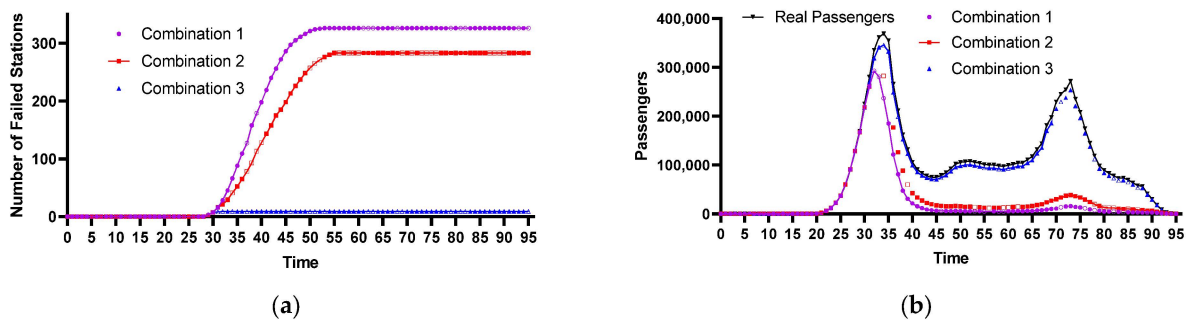 Number of Failed Stations
300
200
100
0
0 5 10 15 20 25 30 35 40 45 50 55 60 65 70 75 80 85 90 95
Time
Combination 1
Combination 2
Combination 3
(a)
Passengers
400,000
300,000
200,000
100,000
0
0 5 10 15 20 25 30 35 40 45 50 55 60 65 70 75 80 85 90 95
Time
Real Passengers
Combination 1
Combination 2
Combination 3
(b)